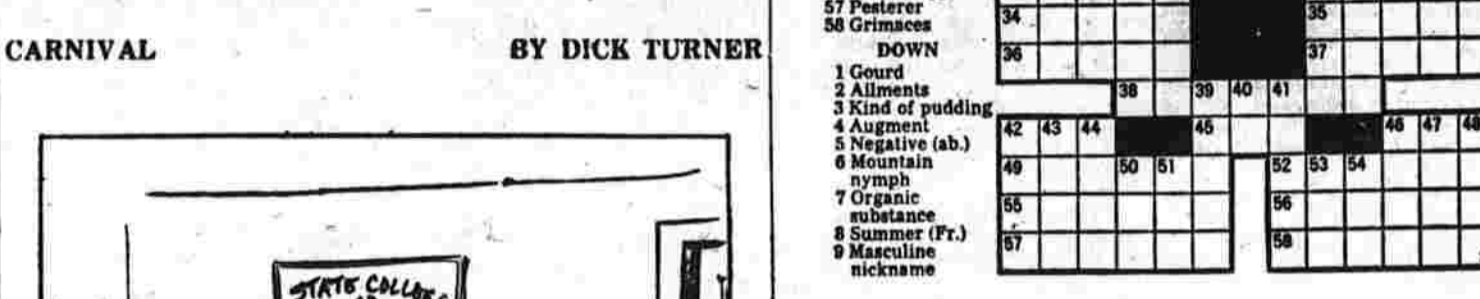 CARNIVAL
BY DICK TURNER
STATE COLLEGE
57 Pesterer
58 Grimaces
DOWN
1 Gourd
2 Ailments
3 Kind of pudding
4 Augment
5 Negative (ab.)
6 Mountain
nymph
7 Organic
substance
8 Summer (Fr.)
9 Masculine
nickname
34 35
36 37
38 39 40 41
42 43 44 45 46 47 48
49 50 51 52 53 54
55 56
57 58